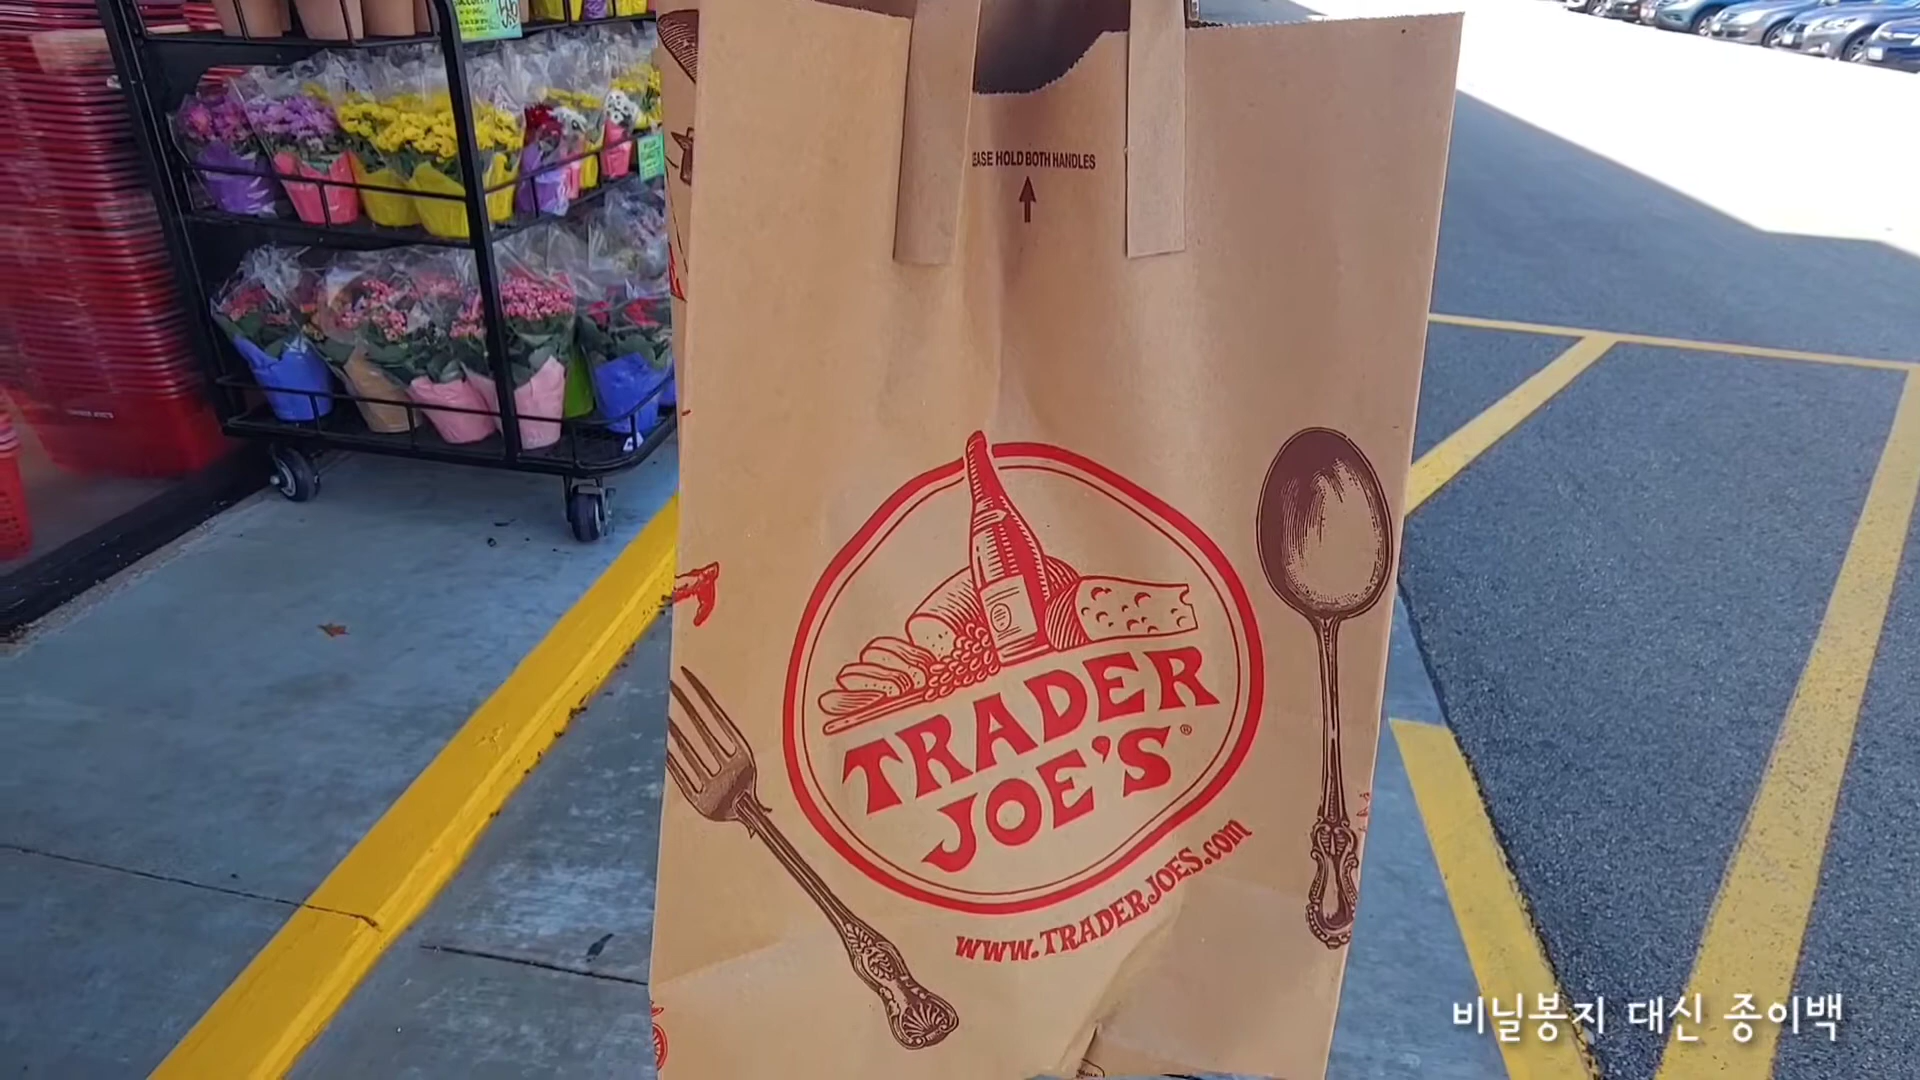 EASE HOLD BOTH HANDLES
TRADER
JOE'S®
www.TRADERJOES.com
비닐봉지 대신 종이백